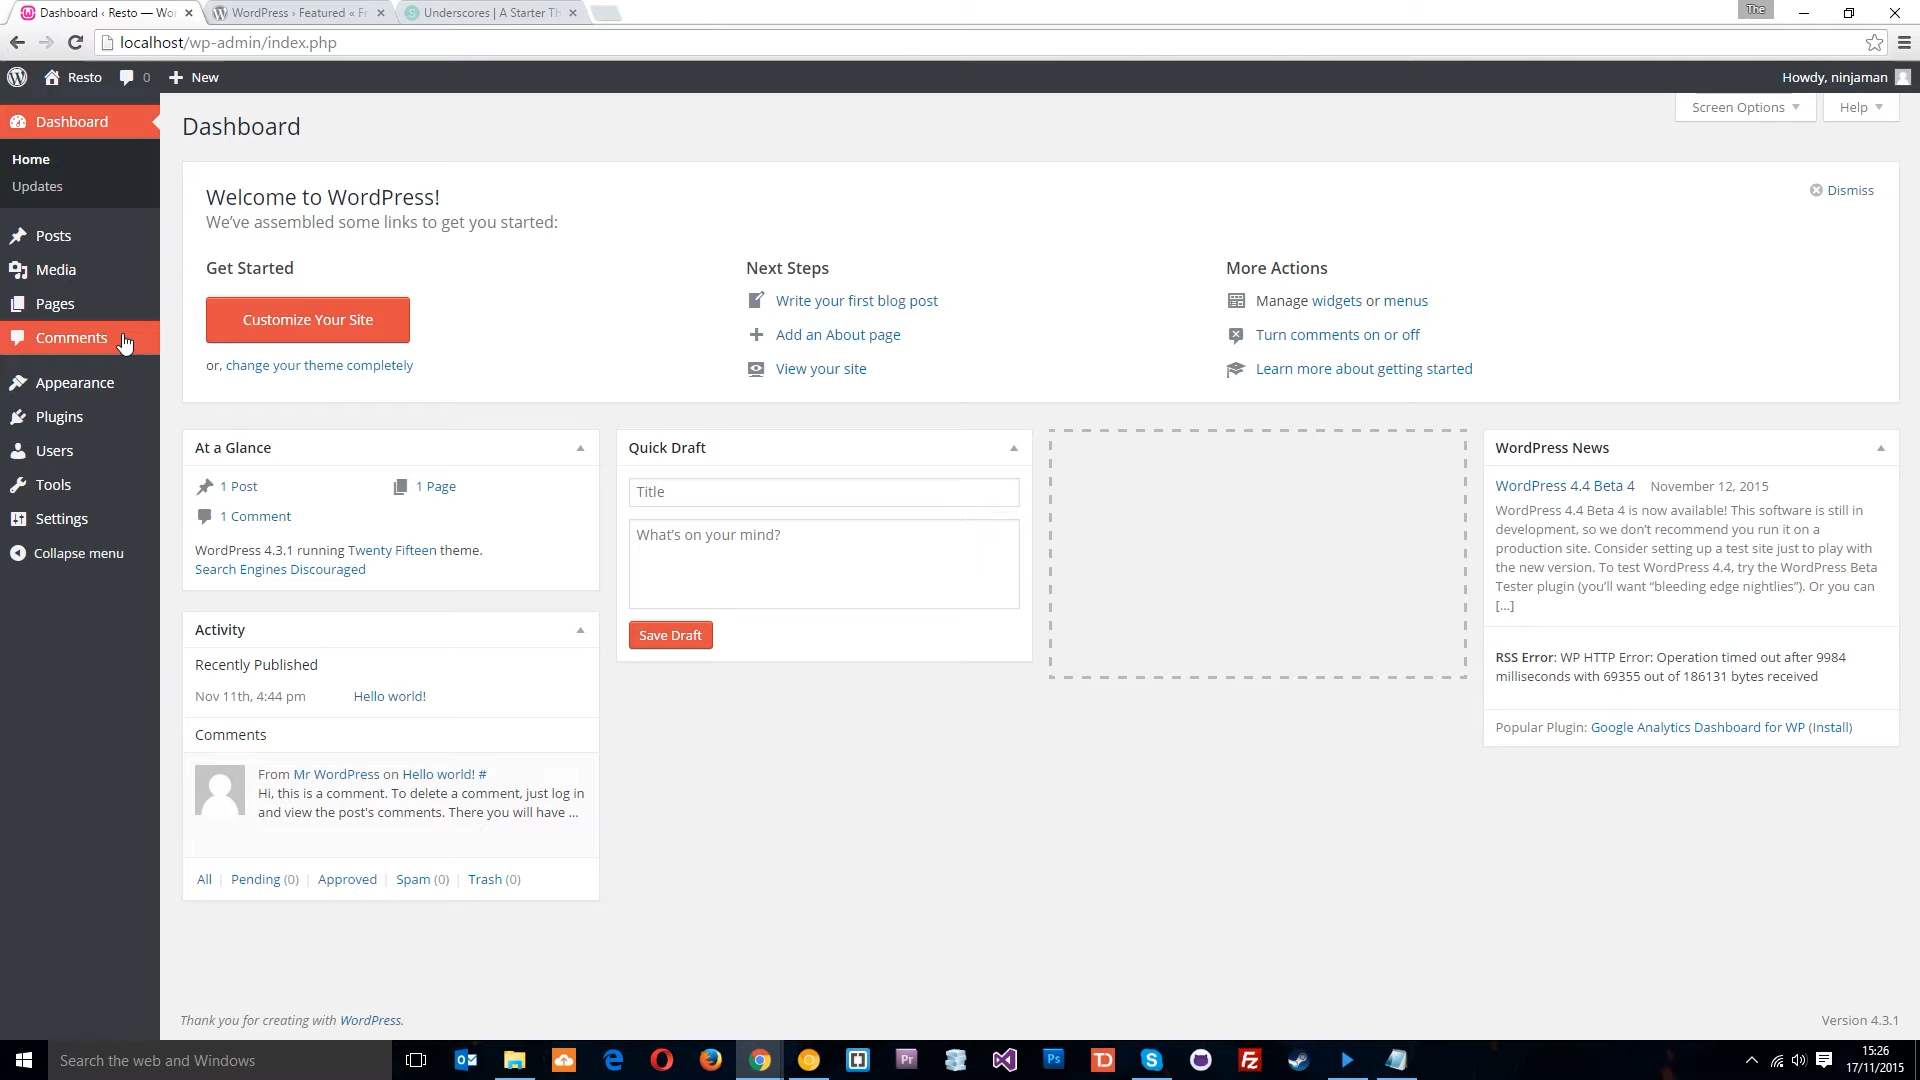 Dashboard ‹ Resto — Wor
WordPress › Featured « Fr
Underscores | A Starter Th
The
localhost/wp-admin/index.php
Resto
0
New
Howdy, ninjaman
Screen Options
Help
Dashboard
Home
Updates
Posts
Media
Pages
Comments
Appearance
Plugins
Users
Tools
Settings
Collapse menu
Dashboard
Welcome to WordPress!
Dismiss
We've assembled some links to get you started:
Get Started
Customize Your Site
or, change your theme completely
Next Steps
Write your first blog post
Add an About page
View your site
More Actions
Manage widgets or menus
Turn comments on or off
Learn more about getting started
At a Glance
1 Post
1 Page
1 Comment
WordPress 4.3.1 running Twenty Fifteen theme.
Search Engines Discouraged
Activity
Recently Published
Nov 11th, 4:44 pm
Hello world!
Comments
From Mr WordPress on Hello world! #
Hi, this is a comment. To delete a comment, just log in
and view the post's comments. There you will have ...
All | Pending (0) | Approved | Spam (0) | Trash (0)
Quick Draft
Title
What's on your mind?
Save Draft
WordPress News
WordPress 4.4 Beta 4 November 12, 2015
WordPress 4.4 Beta 4 is now available! This software is still in
development, so we don't recommend you run it on a
production site. Consider setting up a test site just to play with
the new version. To test WordPress 4.4, try the WordPress Beta
Tester plugin (you'll want “bleeding edge nightlies”). Or you can
[...]
RSS Error: WP HTTP Error: Operation timed out after 9984
milliseconds with 69355 out of 186131 bytes received
Popular Plugin: Google Analytics Dashboard for WP (Install)
Thank you for creating with WordPress.
Version 4.3.1
Search the web and Windows
Pr
Ps
TD
Fz
15:26
17/11/2015